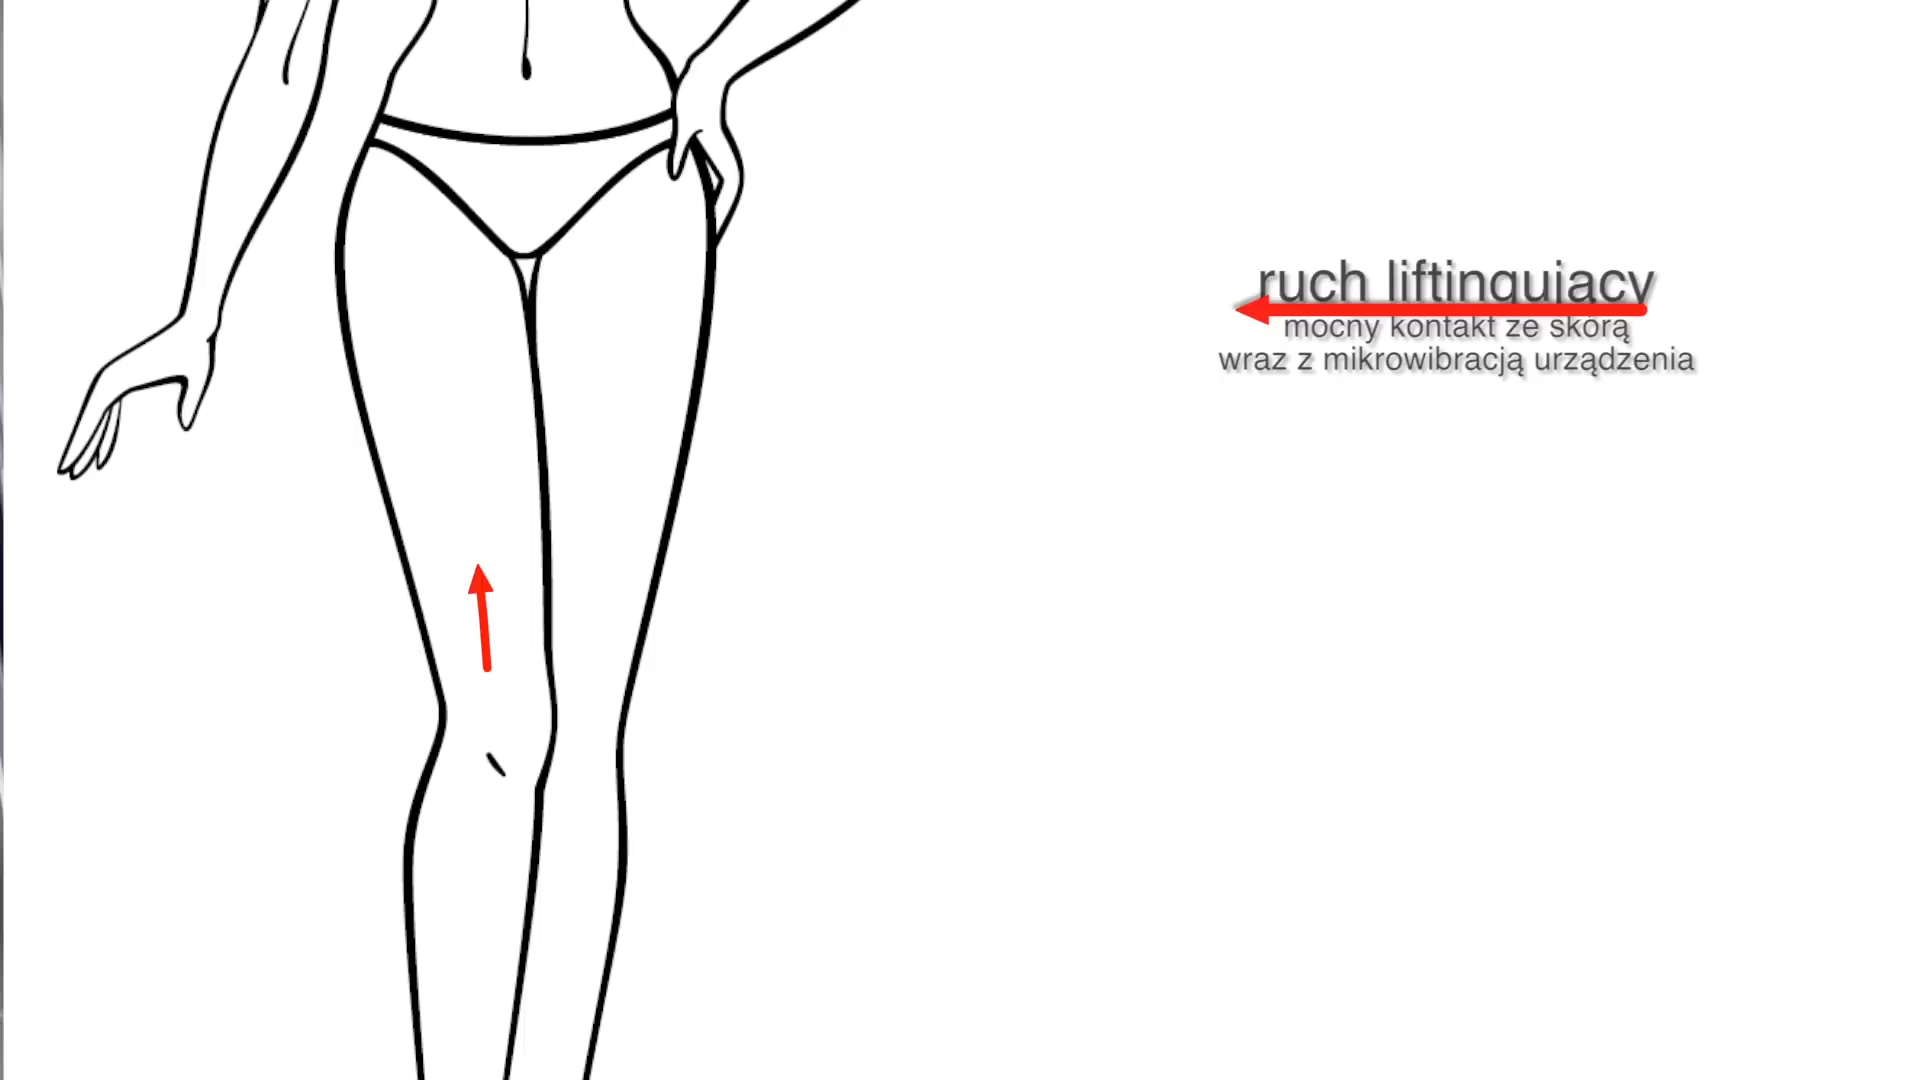 ruch liftingujący
mocny kontakt ze skórą
wraz z mikrowibracją urządzenia